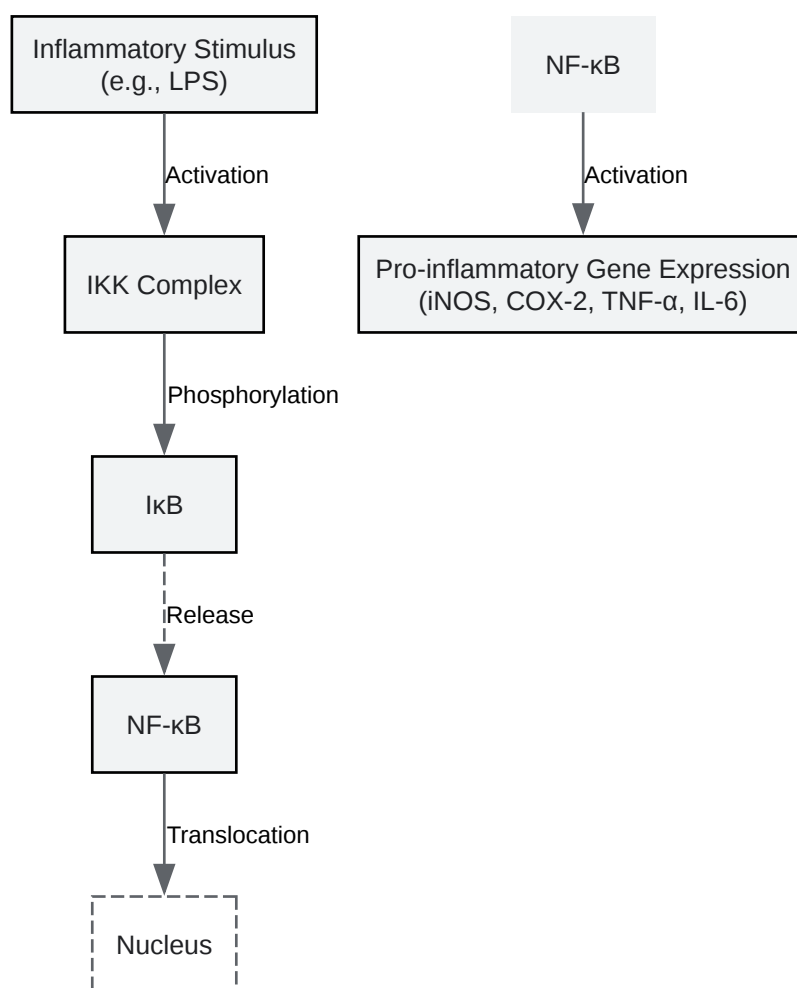 Inflammatory Stimulus
(e.g., LPS)
Activation
IKK Complex
Phosphorylation
IκB
Release
NF-κB
Translocation
Nucleus
NF-κB
Activation
Pro-inflammatory Gene Expression
(iNOS, COX-2, TNF-α, IL-6)